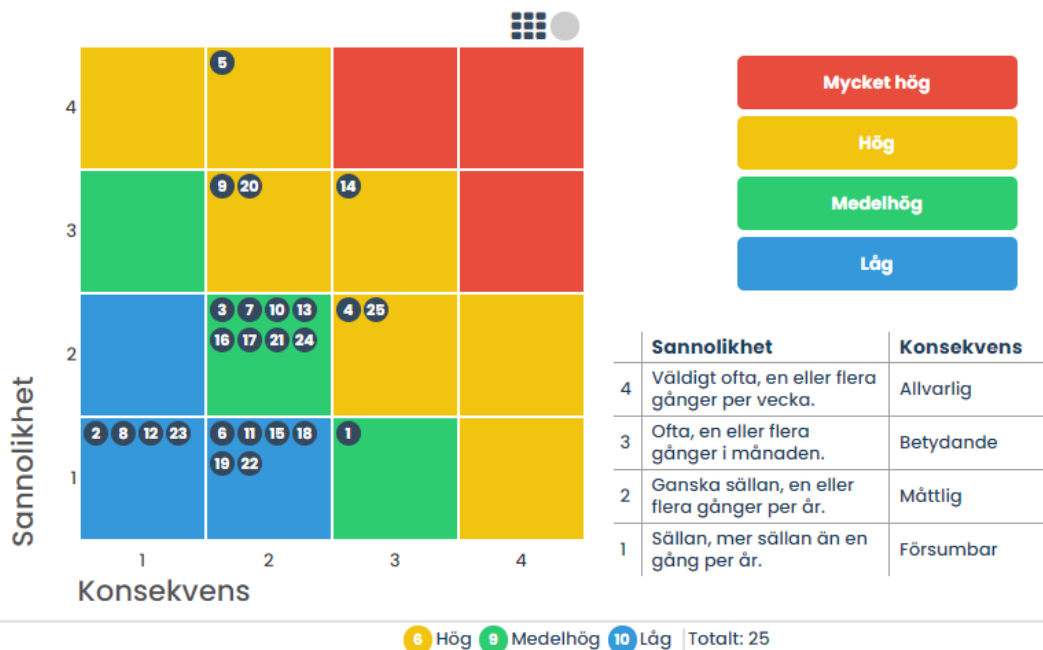 5
4
9 20
14
3
3 7 10 13
4 25
16 17 21 24
2
2 8 12 23
6 11 15 18
1
19 22
1
1
2
3
4
Sannolikhet
Konsekvens
Mycket hög
Hög
Medelhög
Låg
Sannolikhet Konsekvens
4 Väldigt ofta, en eller flera gånger per vecka. Allvarlig
3 Ofta, en eller flera gånger i månaden. Betydande
2 Ganska sällan, en eller flera gånger per år. Måttlig
1 Sällan, mer sällan än en gång per år. Försumbar
6 Hög 9 Medelhög 10 Låg Totalt: 25